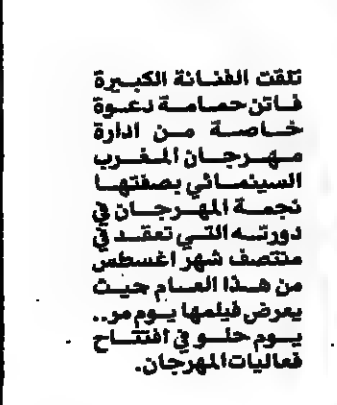 تلقت الفنانة الكبيرة
فاتن حمامة دعوة
خاصة من ادارة
مهرجان المغرب
السينمائي بصفتها
نجمة المهرجان في
دورته التي تعقد في
منتصف شهر اغسطس
من هذا العام حيث
يعرض فيلمها يوم مر..
يوم حلو في افتتاح
فعاليات المهرجان.